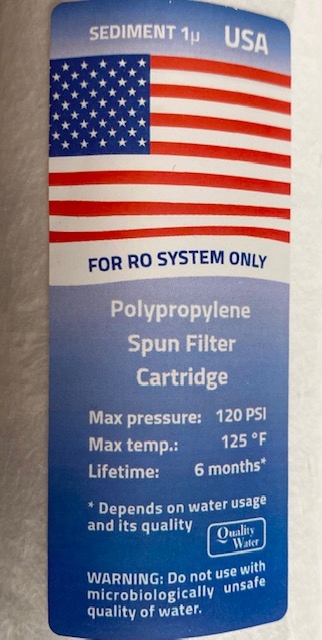 SEDIMENT 1µ USA
FOR RO SYSTEM ONLY
Polypropylene
Spun Filter
Cartridge
Max pressure: 120 PSI
Max temp.: 125 °F
Lifetime: 6 months*
* Depends on water usage
and its quality
Quality
Water
WARNING: Do not use with
microbiologically unsafe
quality of water.